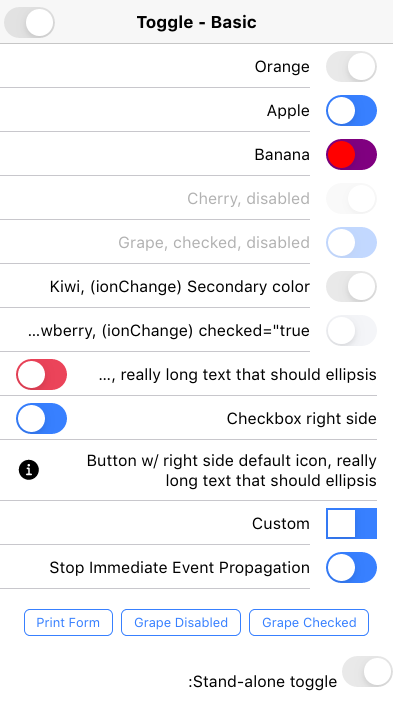 Toggle - Basic
Orange
Apple
Banana
Cherry, disabled
Grape, checked, disabled
Kiwi, (ionChange) Secondary color
...wberry, (ionChange) checked="true
..., really long text that should ellipsis
Checkbox right side
Button w/ right side default icon, really
long text that should ellipsis
Custom
Stop Immediate Event Propagation
Print Form Grape Disabled Grape Checked
:Stand-alone toggle